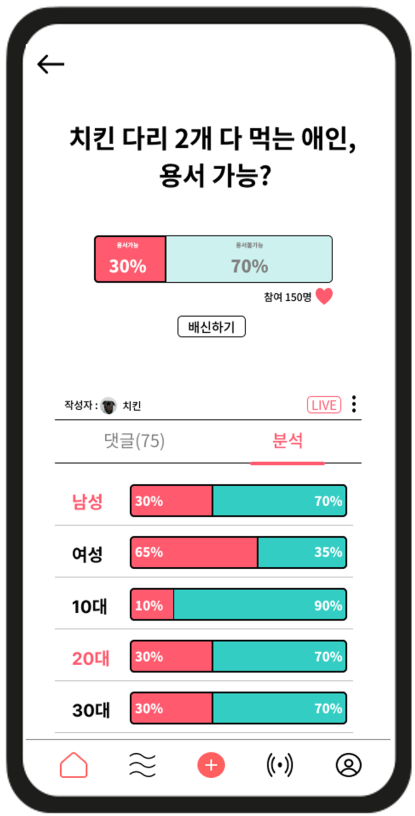 치킨 다리 2개 다 먹는 애인,
용서 가능?
용서가능 용서불가능
30% 70%
참여 150명
배신하기
작성자 : 치킨 LIVE
댓글(75) 분석
남성 30% 70%
여성 65% 35%
10대 10% 90%
20대 30% 70%
30대 30% 70%